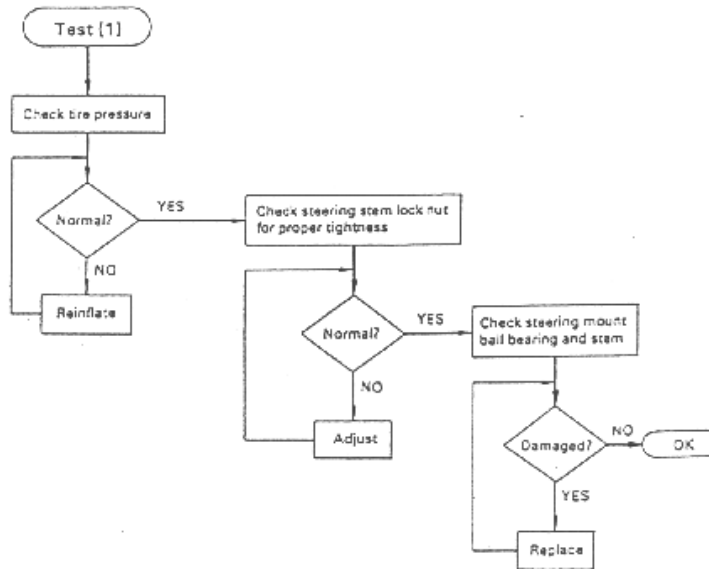 Test [1]
Check tire pressure
Normal?
YES
NO
Reinflate
Check steering stem lock nut
for proper tightness
Normal?
YES
NO
Adjust
Check steering mount
ball bearing and stem
Damaged?
NO
OK
YES
Replace